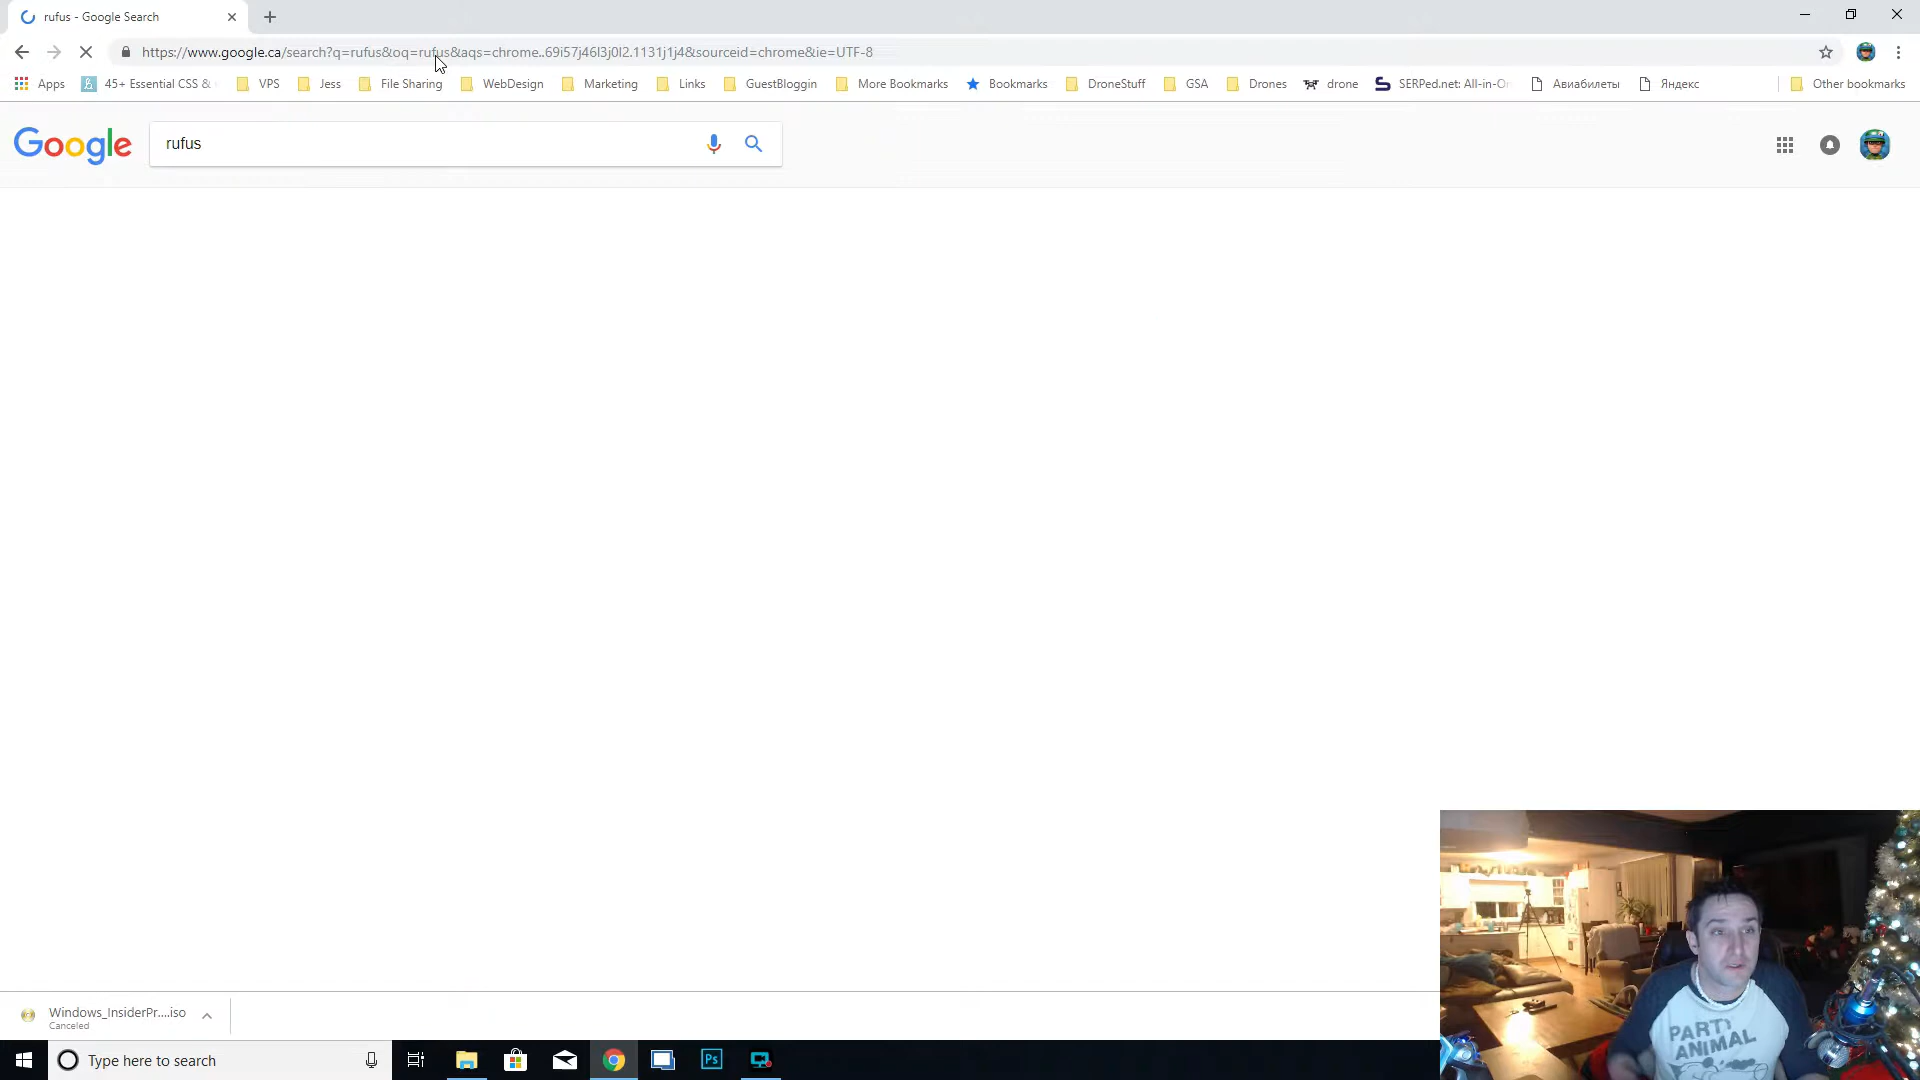 rufus - Google Search
https://www.google.ca/search?q=rufus&oq=rufus&aqs=chrome..69i57j46l3j0l2.1131j1j4&sourceid=chrome&ie=UTF-8
Apps
45+ Essential CSS &
VPS
Jess
File Sharing
WebDesign
Marketing
Links
GuestBloggin
More Bookmarks
Bookmarks
DroneStuff
GSA
Drones
drone
SERPed.net: All-in-On
Авиабилеты
Яндекс
Other bookmarks
Google
rufus
PARTY
ANIMAL
Windows_InsiderPr....iso
Canceled
Type here to search
Ps